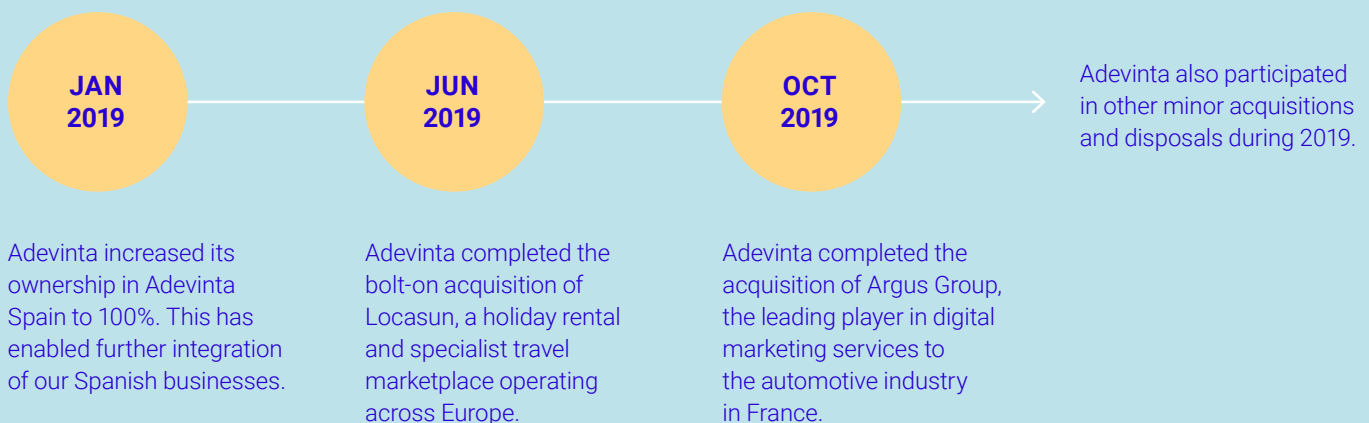 JAN
2019
Adevinta increased its
ownership in Adevinta
Spain to 100%. This has
enabled further integration
of our Spanish businesses.
JUN
2019
Adevinta completed the
bolt-on acquisition of
Locasun, a holiday rental
and specialist travel
marketplace operating
across Europe.
OCT
2019
Adevinta completed the
acquisition of Argus Group,
the leading player in digital
marketing services to
the automotive industry
in France.
Adevinta also participated
in other minor acquisitions
and disposals during 2019.